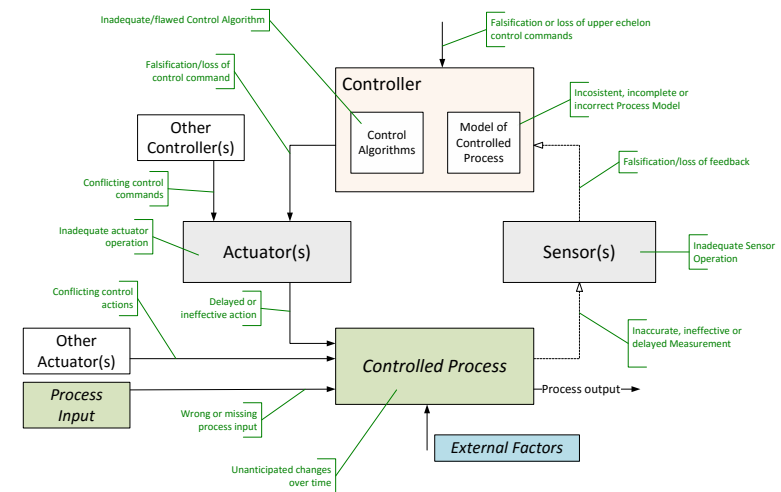 Inadequate/flawed Control Algorithm
Falsification or loss of upper echelon
control commands
Falsification/loss of
control command
Controller
Incosistent, incomplete or
incorrect Process Model
Control
Algorithms
Model of
Controlled
Process
Other
Controller(s)
Falsification/loss of feedback
Conflicting control
commands
Inadequate actuator
operation
Actuator(s)
Sensor(s)
Inadequate Sensor
Operation
Conflicting control
actions
Delayed or
ineffective action
Inaccurate, ineffective or
delayed Measurement
Other
Actuator(s)
Controlled Process
Process
Input
Process output
Wrong or missing
process input
External Factors
Unanticipated changes
over time